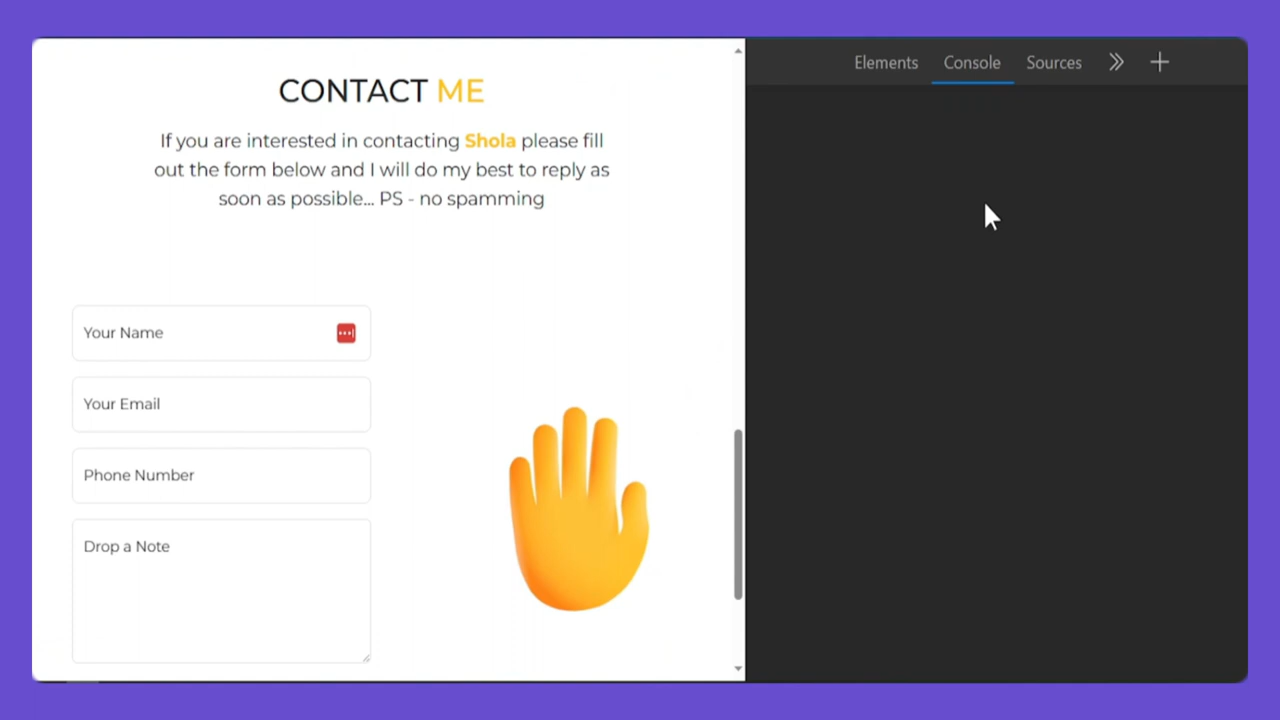 Elements Console Sources
CONTACT ME
If you are interested in contacting Shola please fill
out the form below and I will do my best to reply as
soon as possible... PS - no spamming
Your Name
Your Email
Phone Number
Drop a Note